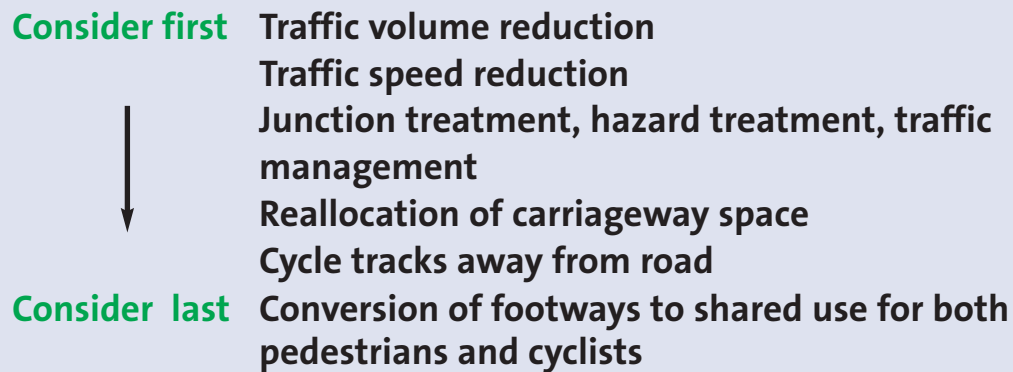 Consider first Traffic volume reduction
Traffic speed reduction
Junction treatment, hazard treatment, traffic
management
Reallocation of carriageway space
Cycle tracks away from road
Consider last Conversion of footways to shared use for both
pedestrians and cyclists